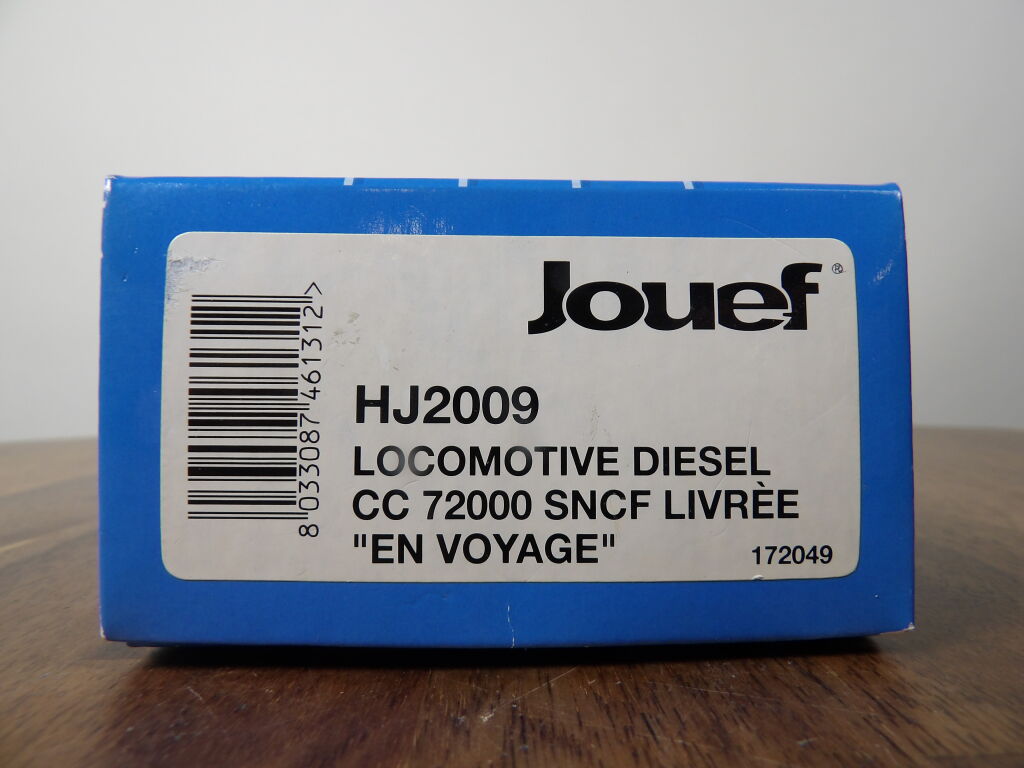 Jouef®
HJ2009
LOCOMOTIVE DIESEL
CC 72000 SNCF LIVRÈE
"EN VOYAGE"
172049
8 033087 461312 >